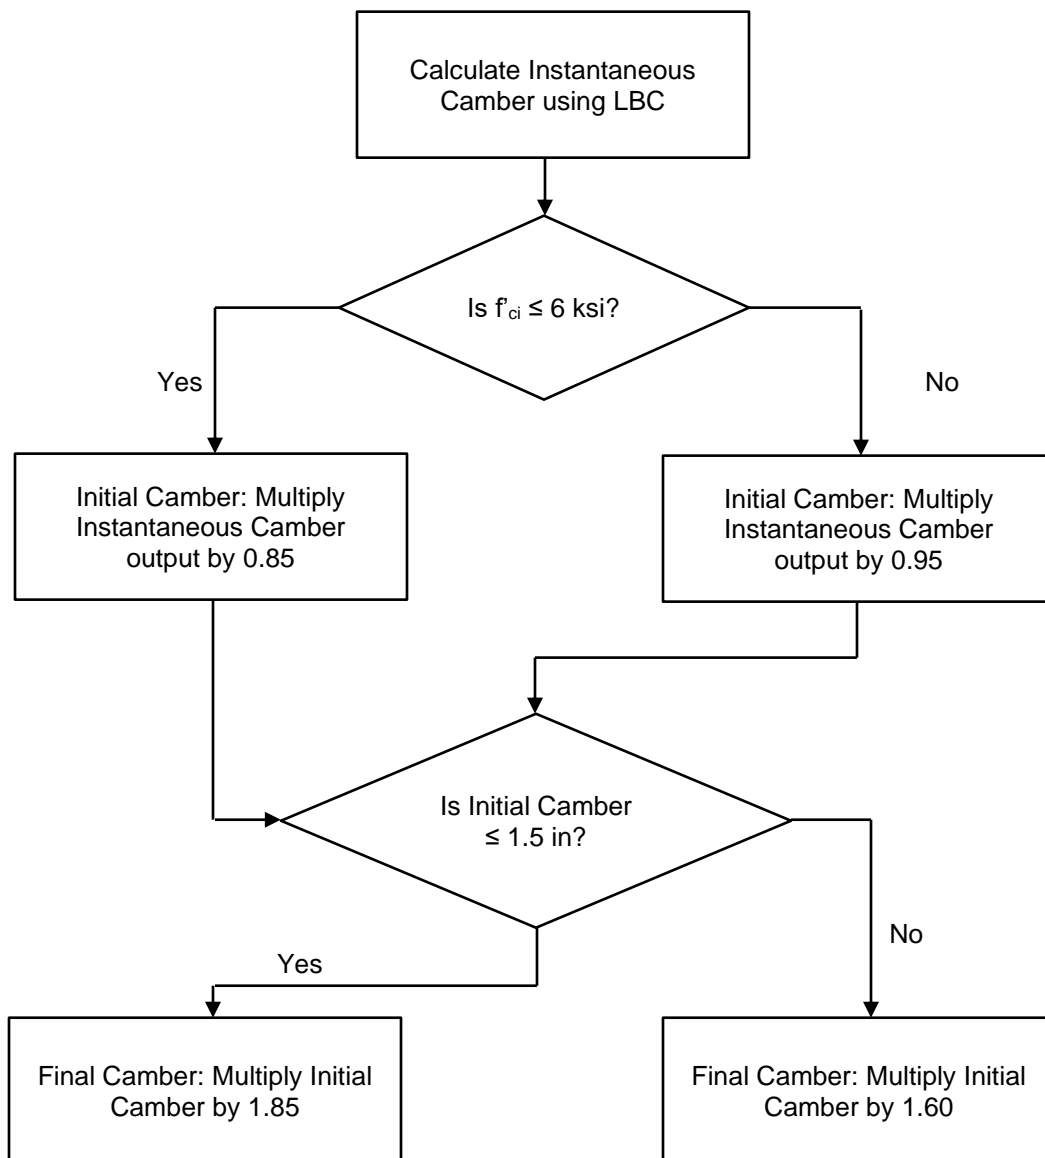 Calculate Instantaneous
Camber using LBC
Is f'ci ≤ 6 ksi?
Yes
No
Initial Camber: Multiply
Instantaneous Camber
output by 0.85
Initial Camber: Multiply
Instantaneous Camber
output by 0.95
Is Initial Camber
≤ 1.5 in?
Yes
No
Final Camber: Multiply Initial
Camber by 1.85
Final Camber: Multiply Initial
Camber by 1.60